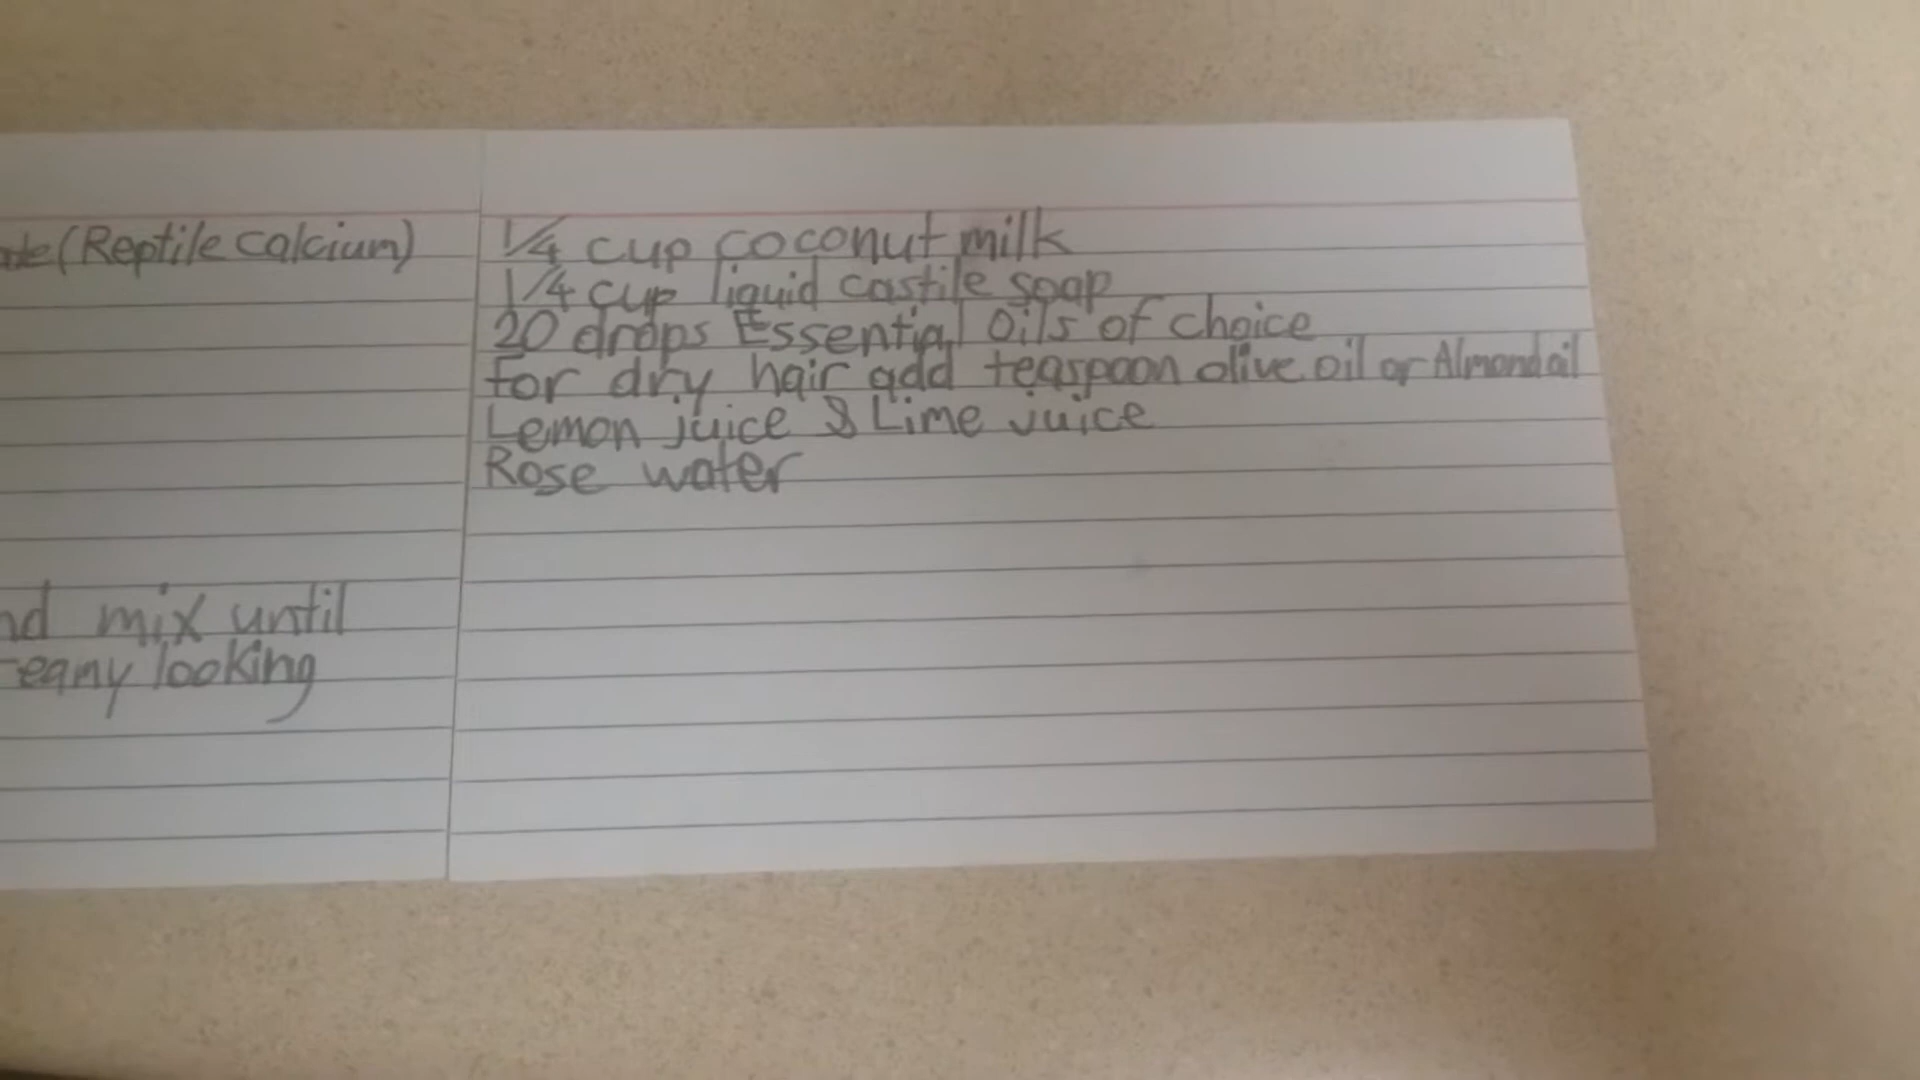 (Reptile calcium)
mix until
looking
1/4 cup coconut milk
1/4 cup liquid castile soap
20 drops Essential Oils of choice
for dry hair add teaspoon olive oil or Almond oil
Lemon juice & Lime juice
Rose water